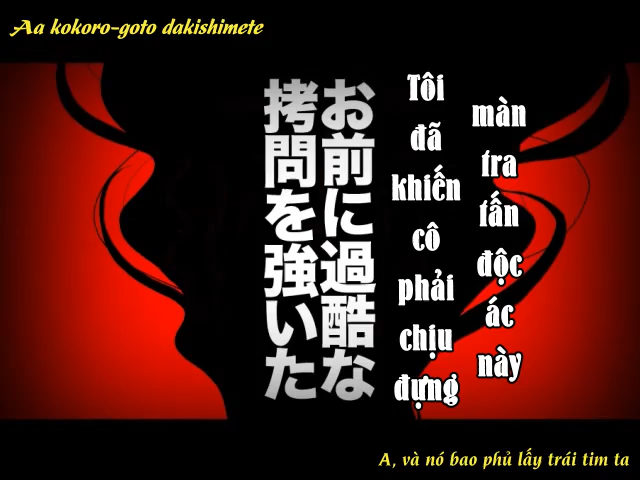 Aa kokoro-goto dakishimete
お前に過酷な
拷問を強いた
Tôi đã khiến cô phải chịu đựng
màn tra tấn độc ác này
A, và nó bao phủ lấy trái tim ta